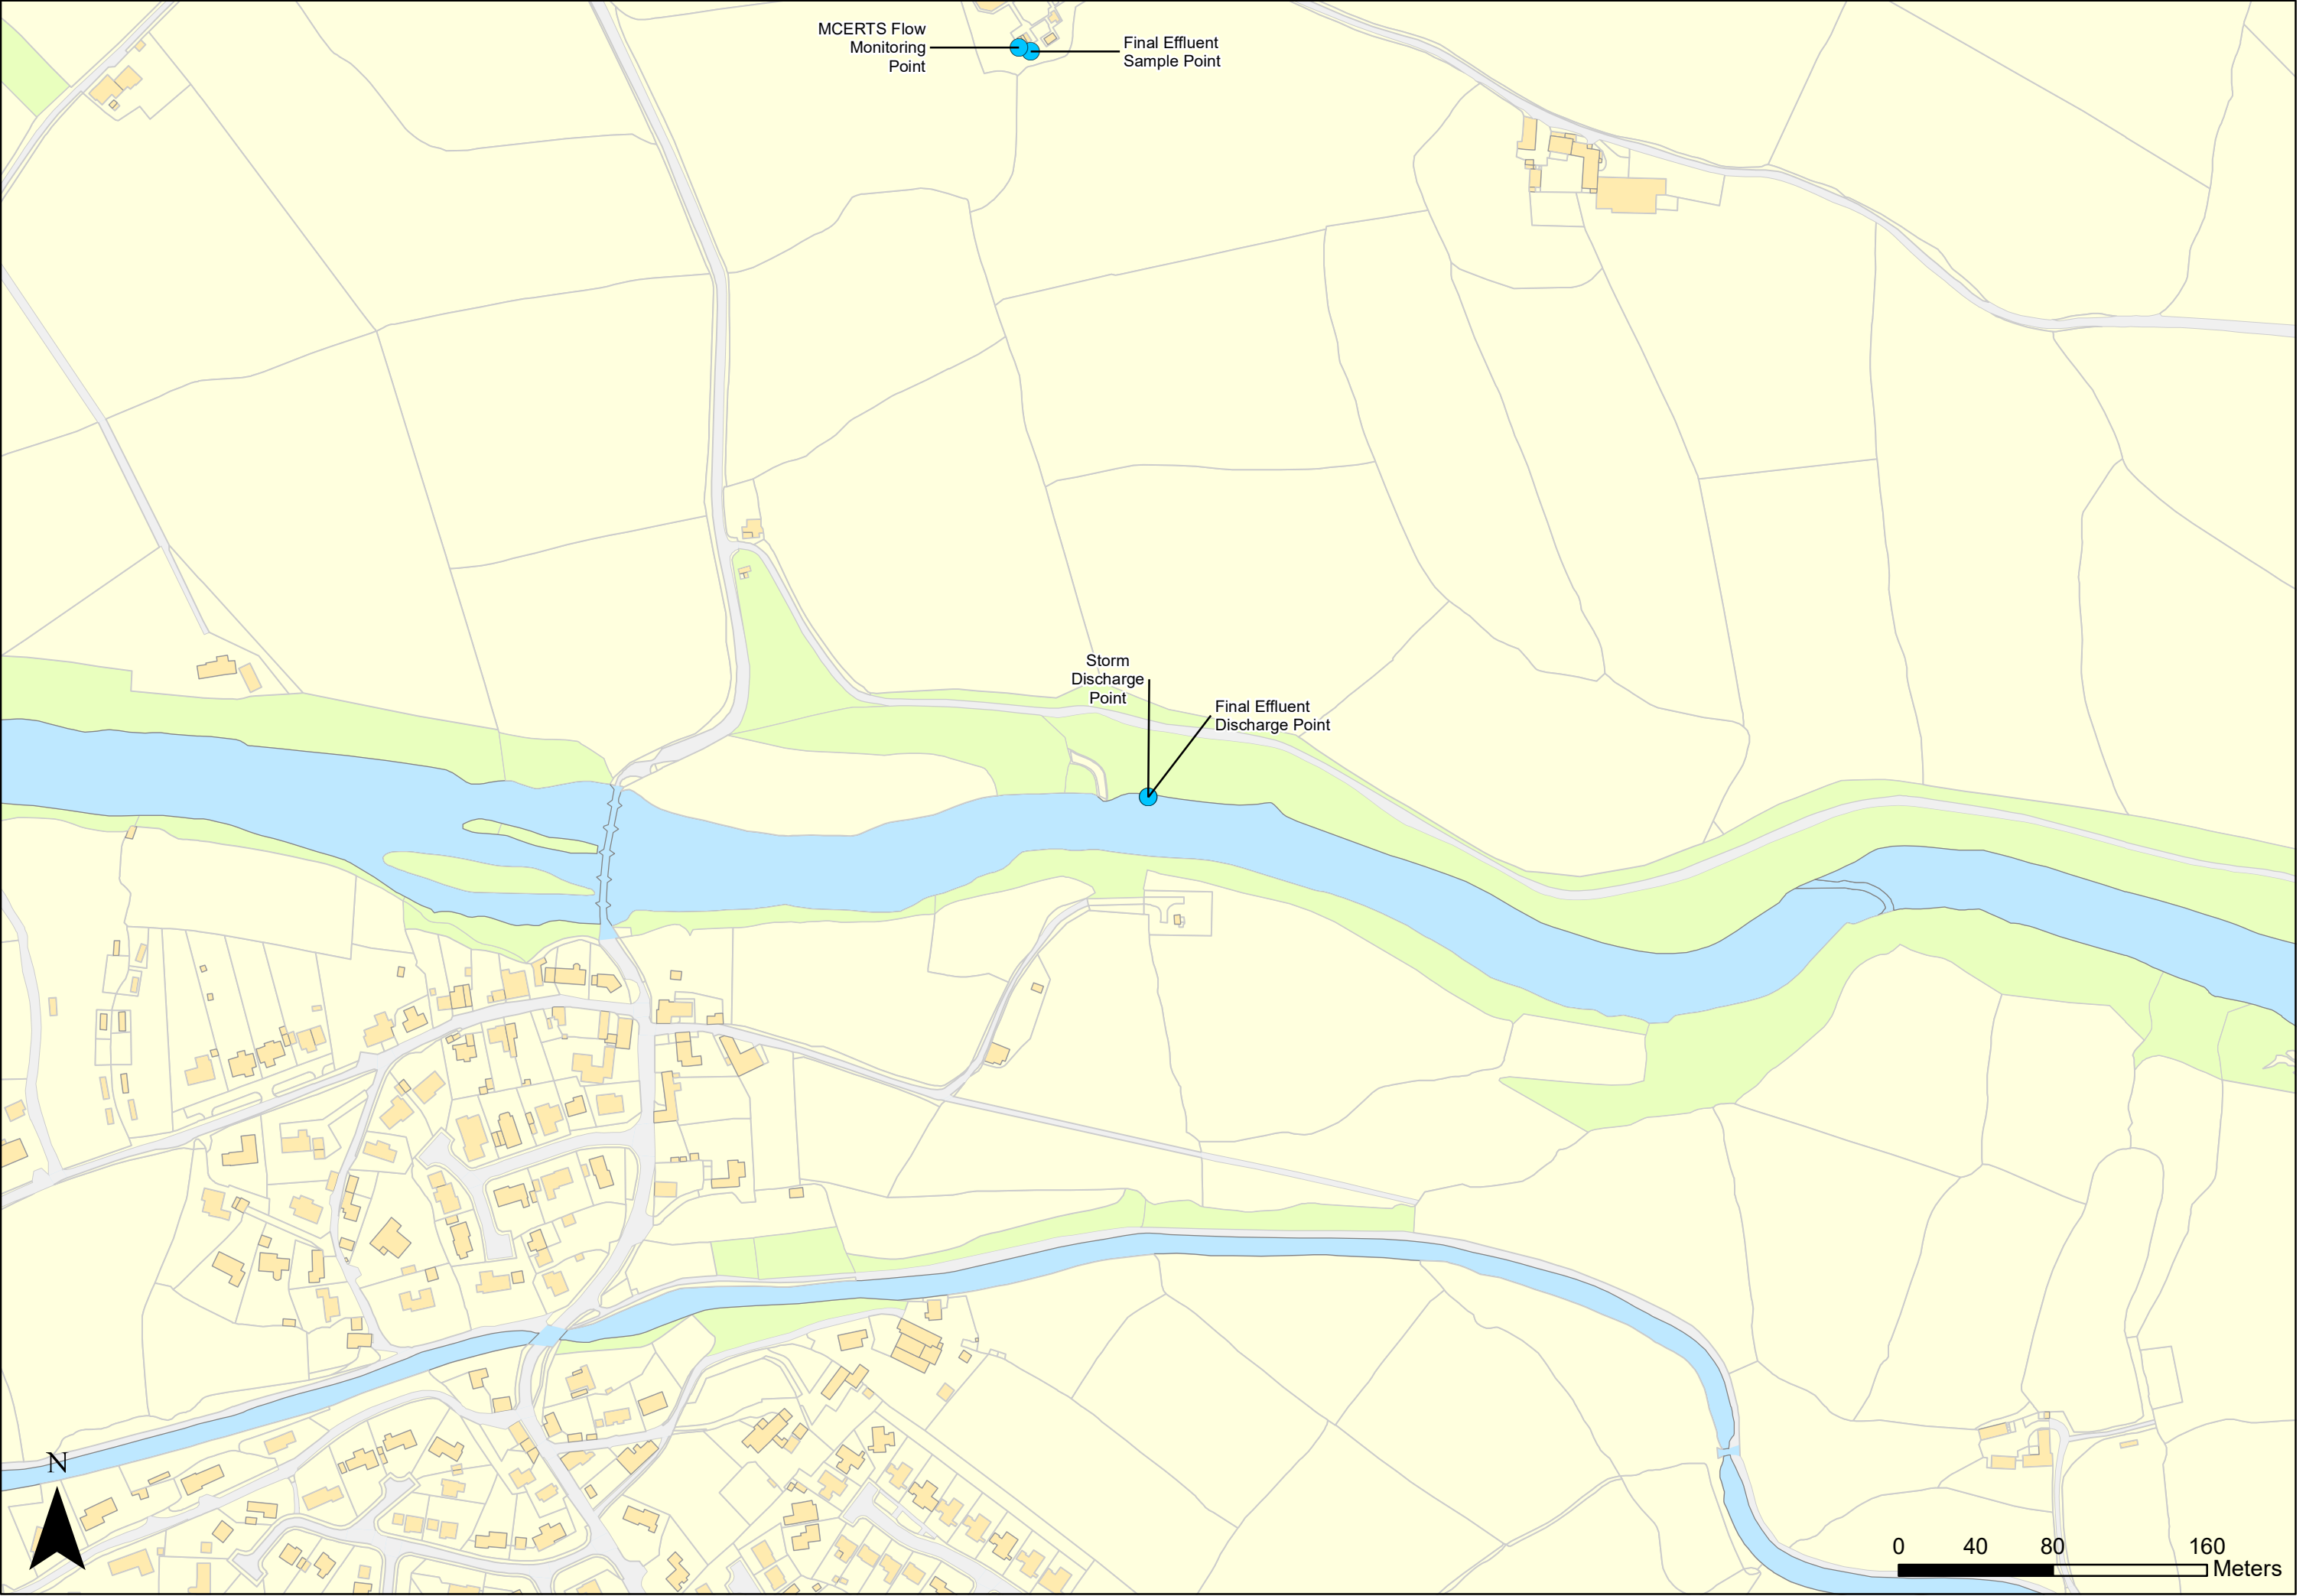 MCERTS Flow
Monitoring
Point
Final Effluent
Sample Point
Storm
Discharge
Point
Final Effluent
Discharge Point
N
0 40 80 160
Meters